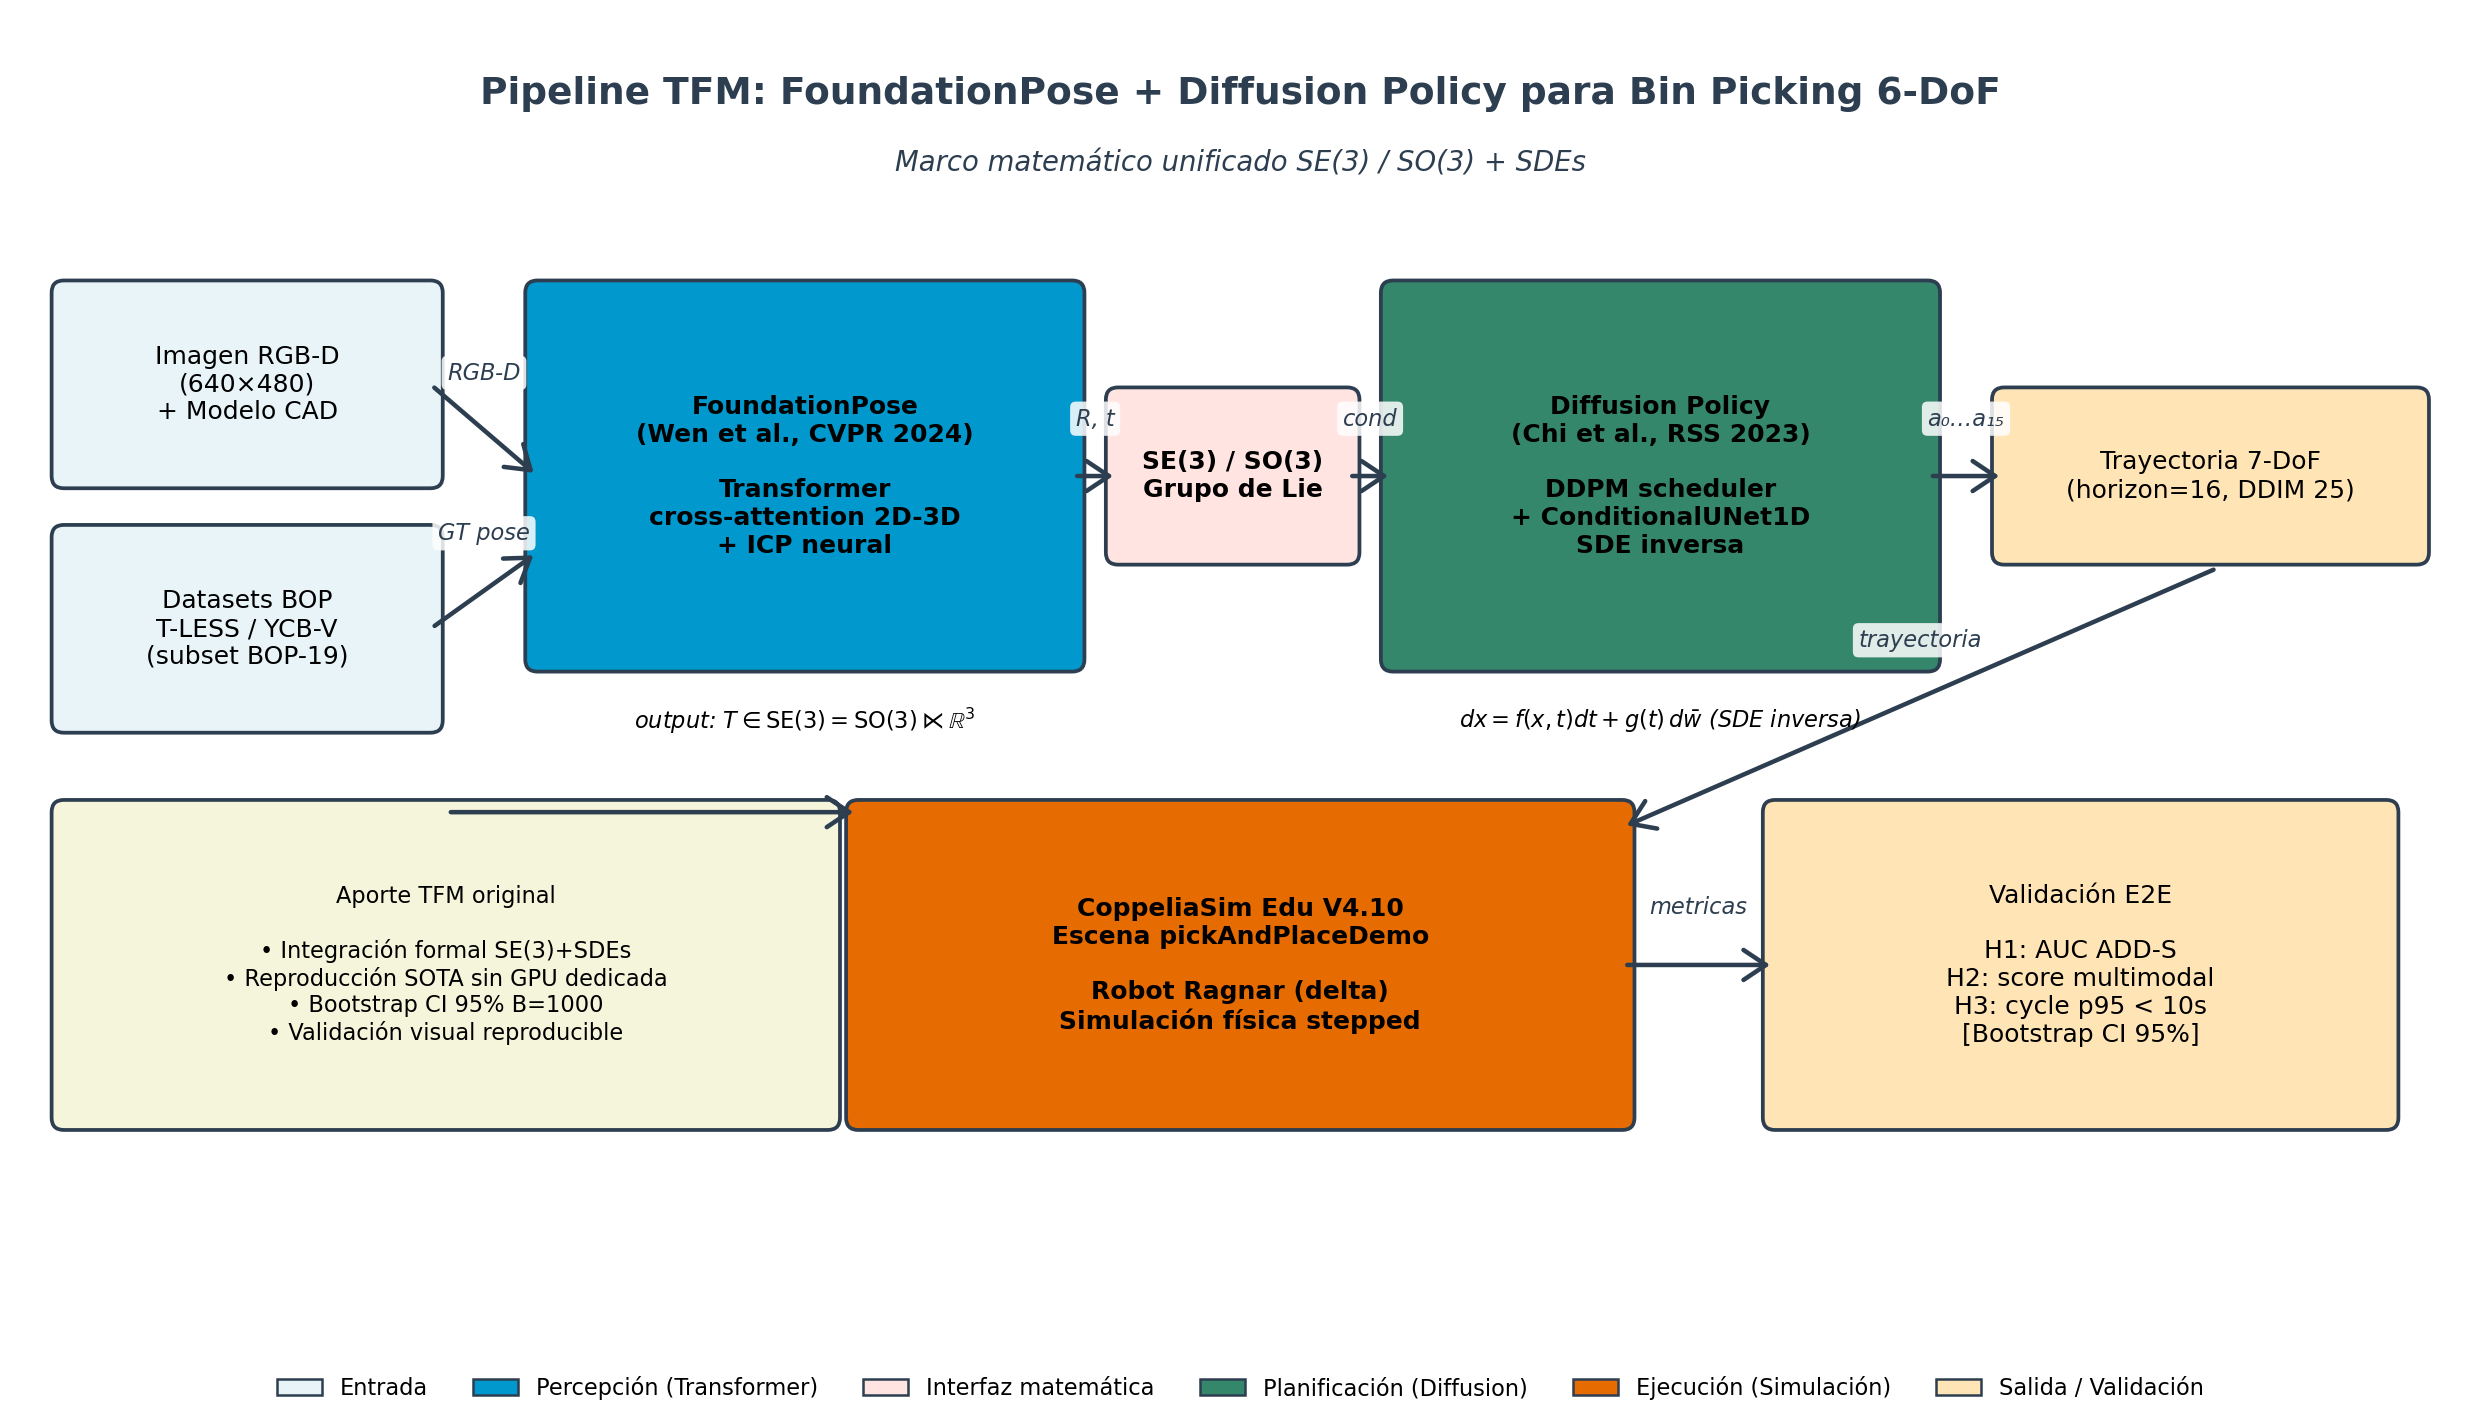 Pipeline TFM: FoundationPose + Diffusion Policy para Bin Picking 6-DoF
Marco matemático unificado SE(3) / SO(3) + SDEs
Imagen RGB-D
(640×480)
+ Modelo CAD
RGB-D
Datasets BOP
T-LESS / YCB-V
(subset BOP-19)
GT pose
FoundationPose
(Wen et al., CVPR 2024)
Transformer
cross-attention 2D-3D
+ ICP neural
output: T ∈ SE(3) = SO(3) ⋉ ℝ³
R, t
SE(3) / SO(3)
Grupo de Lie
cond
Diffusion Policy
(Chi et al., RSS 2023)
DDPM scheduler
+ ConditionalUNet1D
SDE inversa
dx = f(x, t)dt + g(t) dw̄ (SDE inversa)
a₀…a₁₅
Trayectoria 7-DoF
(horizon=16, DDIM 25)
trayectoria
Aporte TFM original
• Integración formal SE(3)+SDEs
• Reproducción SOTA sin GPU dedicada
• Bootstrap CI 95% B=1000
• Validación visual reproducible
CoppeliaSim Edu V4.10
Escena pickAndPlaceDemo
Robot Ragnar (delta)
Simulación física stepped
metricas
Validación E2E
H1: AUC ADD-S
H2: score multimodal
H3: cycle p95 < 10s
[Bootstrap CI 95%]
Entrada
Percepción (Transformer)
Interfaz matemática
Planificación (Diffusion)
Ejecución (Simulación)
Salida / Validación